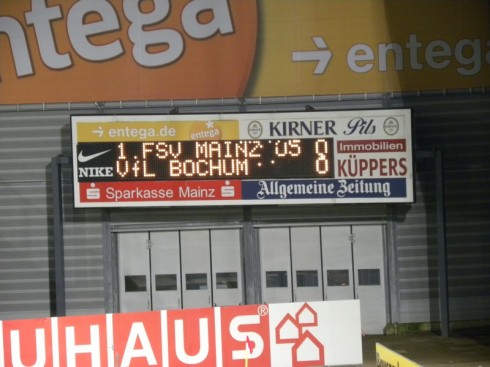 entega
entega
→ entega
→ entega.de
entega
KIRNER Pils
NIKE
1.FSV MAINZ'05 0
VfL BOCHUM 0
Immobilien
KÜPPERS
Sparkasse Mainz
Allgemeine Zeitung
UHAUS®